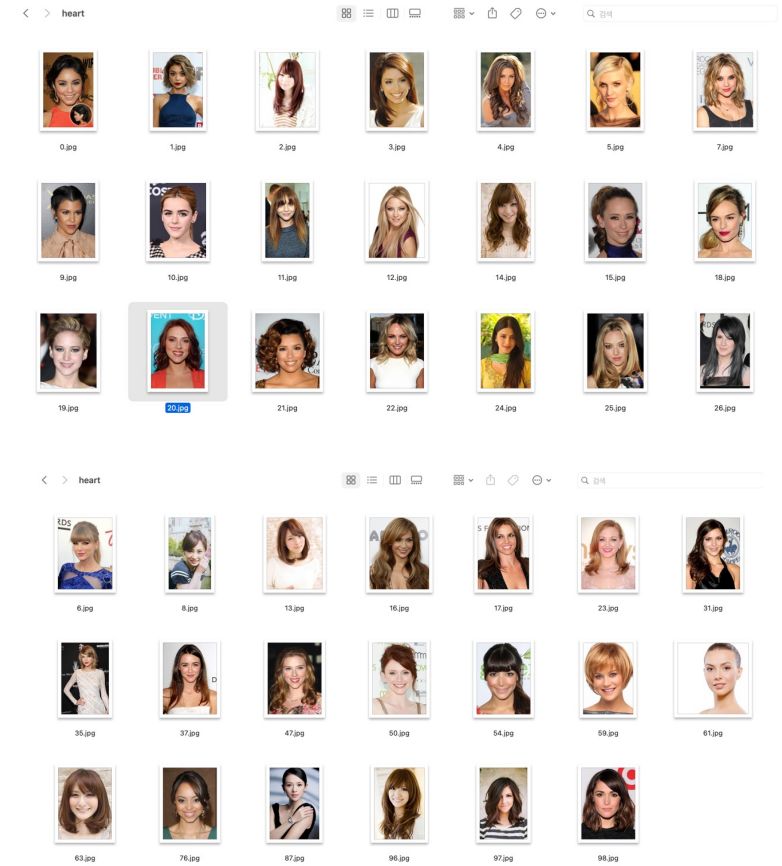 heart
검색
0.jpg 1.jpg 2.jpg 3.jpg 4.jpg 5.jpg 7.jpg
9.jpg 10.jpg 11.jpg 12.jpg 14.jpg 15.jpg 18.jpg
19.jpg 20.jpg 21.jpg 22.jpg 24.jpg 25.jpg 26.jpg
heart
검색
6.jpg 8.jpg 13.jpg 16.jpg 17.jpg 23.jpg 31.jpg
35.jpg 37.jpg 47.jpg 50.jpg 54.jpg 59.jpg 61.jpg
63.jpg 76.jpg 87.jpg 96.jpg 97.jpg 98.jpg